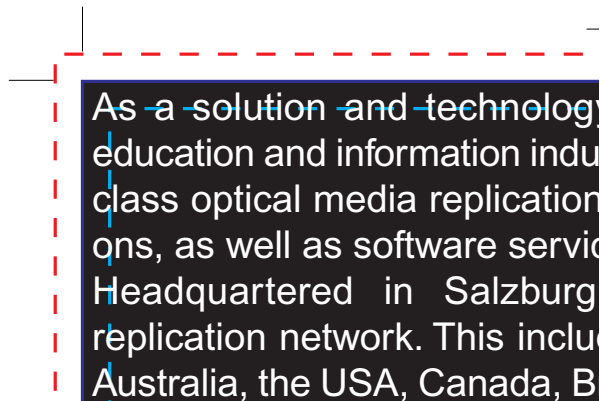 As a solution and technology
education and information indu
class optical media replication
ons, as well as software servic
Headquartered in Salzburg
replication network. This inclu
Australia, the USA, Canada, B